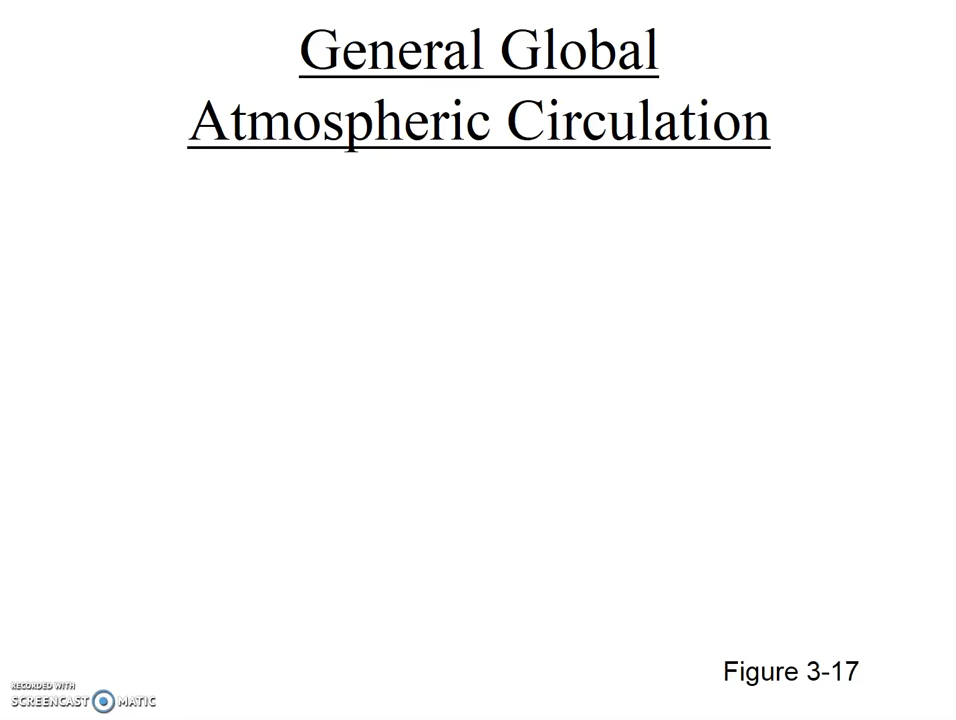 General Global
Atmospheric Circulation
Figure 3-17
RECORDED WITH
SCREENCAST MATIC